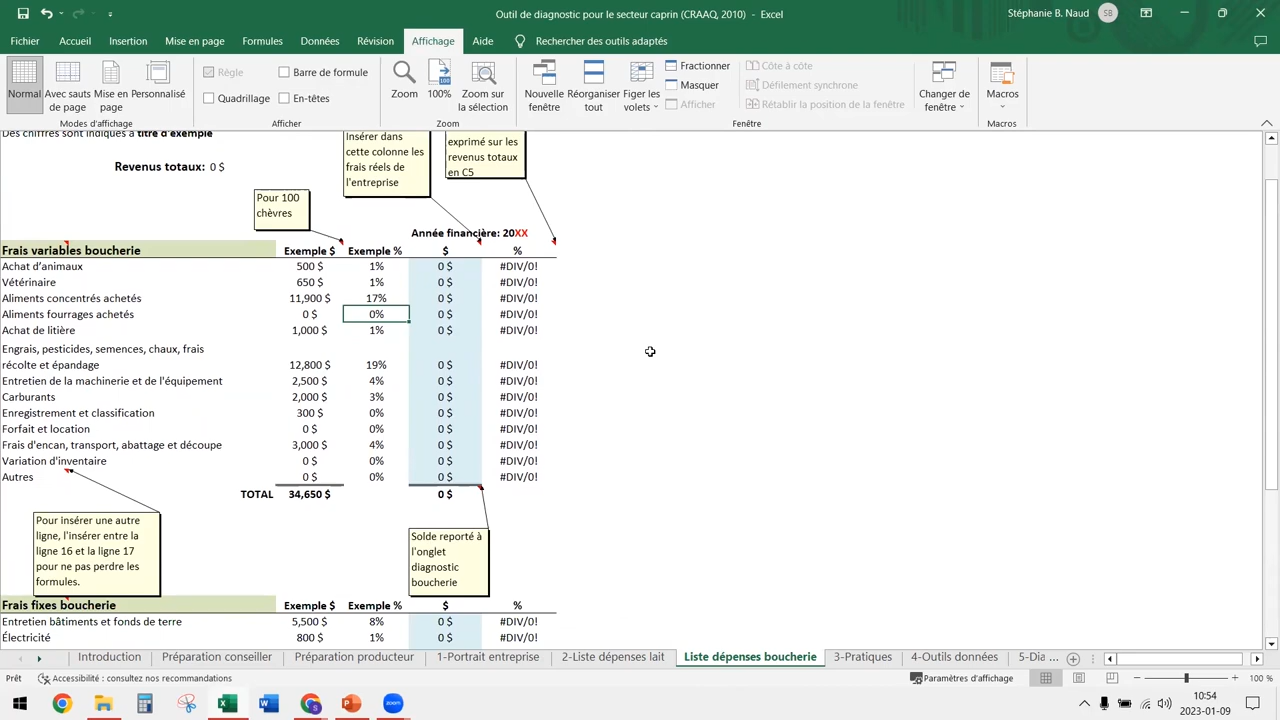 Outil de diagnostic pour le secteur caprin (CRAAQ, 2010) - Excel
Stéphanie B. Naud
SB
Fichier Accueil Insertion Mise en page Formules Données Révision Affichage Aide Rechercher des outils adaptés
Normal
Avec sauts de page
Mise en page
Personnalisé
Modes d'affichage
Règle
Barre de formule
Quadrillage
En-têtes
Afficher
Zoom
100
100%
Zoom sur la sélection
Zoom
Nouvelle fenêtre
Réorganiser tout
Figer les volets
Fractionner
Masquer
Afficher
Côte à côte
Défilement synchrone
Rétablir la position de la fenêtre
Fenêtre
Changer de fenêtre
Macros
Macros
Des chiffres sont indiqués à titre d'exemple
Revenus totaux: 0 $
Insérer dans
cette colonne les
frais réels de
l'entreprise
exprimé sur les
revenus totaux
en C5
Pour 100
chèvres
Année financière: 20XX
Frais variables boucherie Exemple $ Exemple % $ %
Achat d'animaux 500 $ 1% 0 $ #DIV/0!
Vétérinaire 650 $ 1% 0 $ #DIV/0!
Aliments concentrés achetés 11,900 $ 17% 0 $ #DIV/0!
Aliments fourrages achetés 0 $ 0% 0 $ #DIV/0!
Achat de litière 1,000 $ 1% 0 $ #DIV/0!
Engrais, pesticides, semences, chaux, frais
récolte et épandage 12,800 $ 19% 0 $ #DIV/0!
Entretien de la machinerie et de l'équipement 2,500 $ 4% 0 $ #DIV/0!
Carburants 2,000 $ 3% 0 $ #DIV/0!
Enregistrement et classification 300 $ 0% 0 $ #DIV/0!
Forfait et location 0 $ 0% 0 $ #DIV/0!
Frais d'encan, transport, abattage et découpe 3,000 $ 4% 0 $ #DIV/0!
Variation d'inventaire 0 $ 0% 0 $ #DIV/0!
Autres 0 $ 0% 0 $ #DIV/0!
TOTAL 34,650 $ 0 $
Pour insérer une autre
ligne, l'insérer entre la
ligne 16 et la ligne 17
pour ne pas perdre les
formules.
Solde reporté à
l'onglet
diagnostic
boucherie
Frais fixes boucherie Exemple $ Exemple % $ %
Entretien bâtiments et fonds de terre 5,500 $ 8% 0 $ #DIV/0!
Électricité 800 $ 1% 0 $ #DIV/0!
Introduction Préparation conseiller Préparation producteur 1-Portrait entreprise 2-Liste dépenses lait Liste dépenses boucherie 3-Pratiques 4-Outils données 5-Dia ...
Prêt Accessibilité : consultez nos recommandations Paramètres d'affichage 100 %
zoom
10:54
2023-01-09